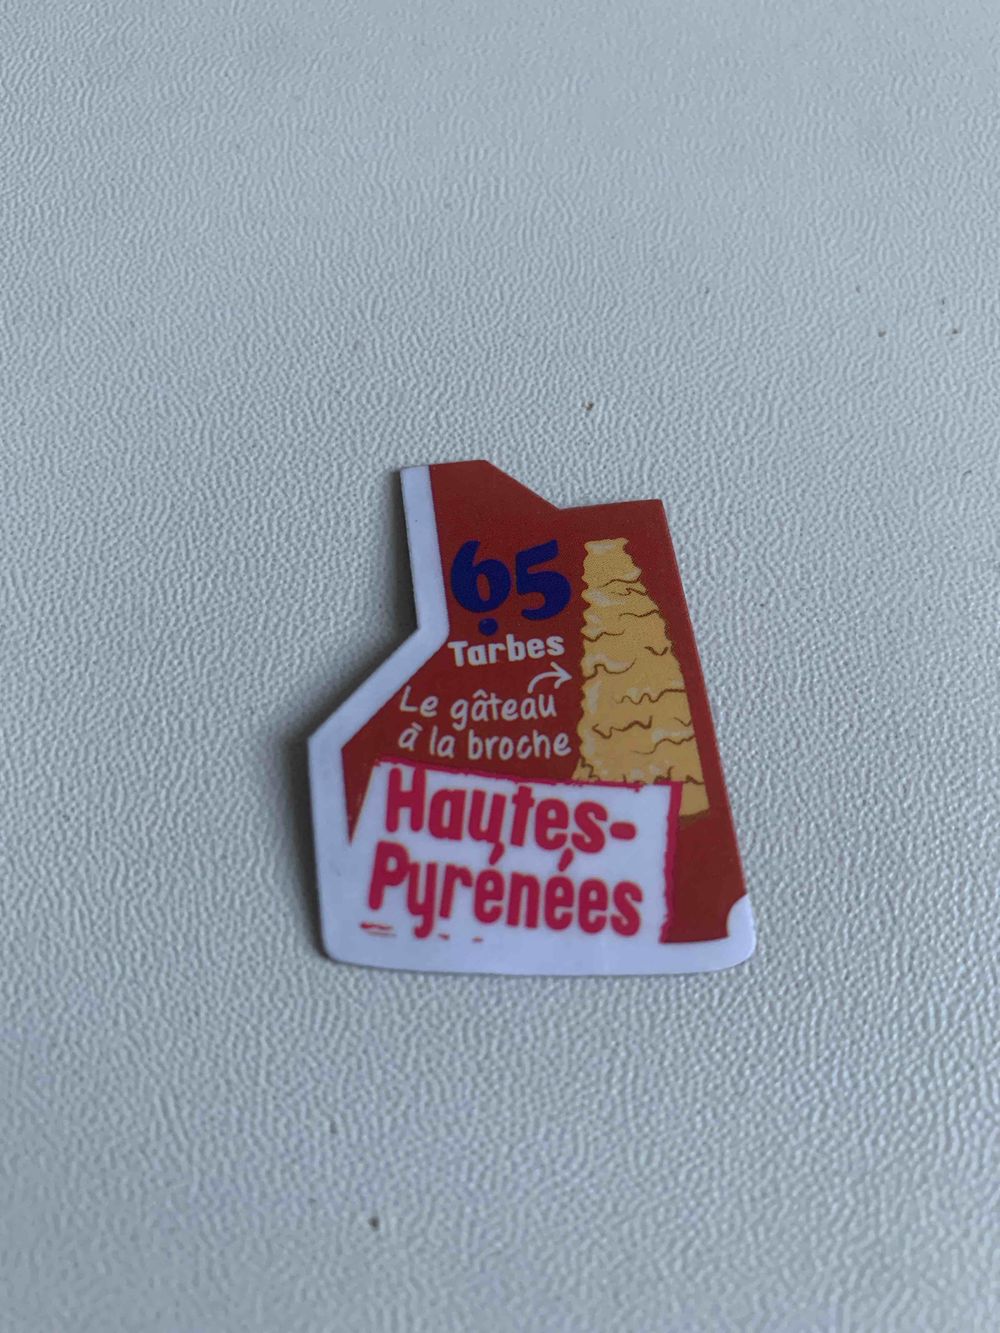 65
Tarbes
Le gâteau
à la broche
Hautes-
Pyrénées